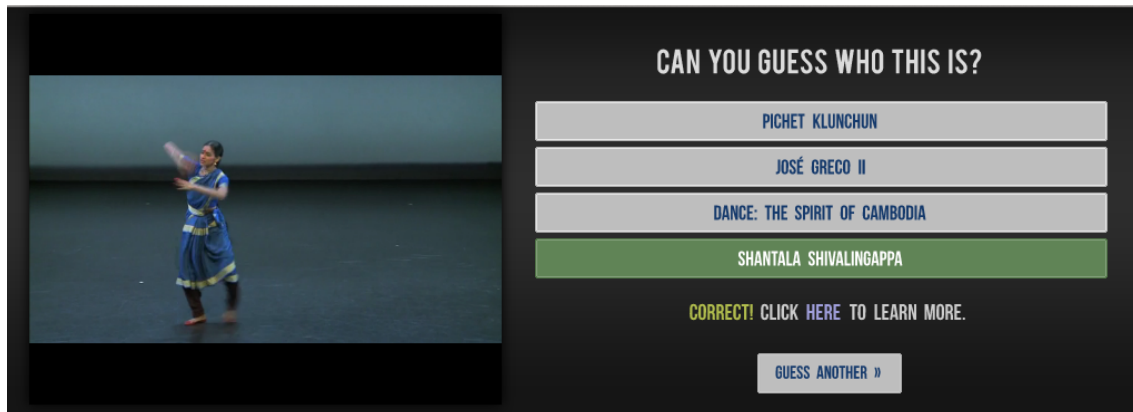 CAN YOU GUESS WHO THIS IS?
PICHET KLUNCHUN
JOSÉ GRECO II
DANCE: THE SPIRIT OF CAMBODIA
SHANTALA SHIVALINGAPPA
CORRECT! CLICK HERE TO LEARN MORE.
GUESS ANOTHER »